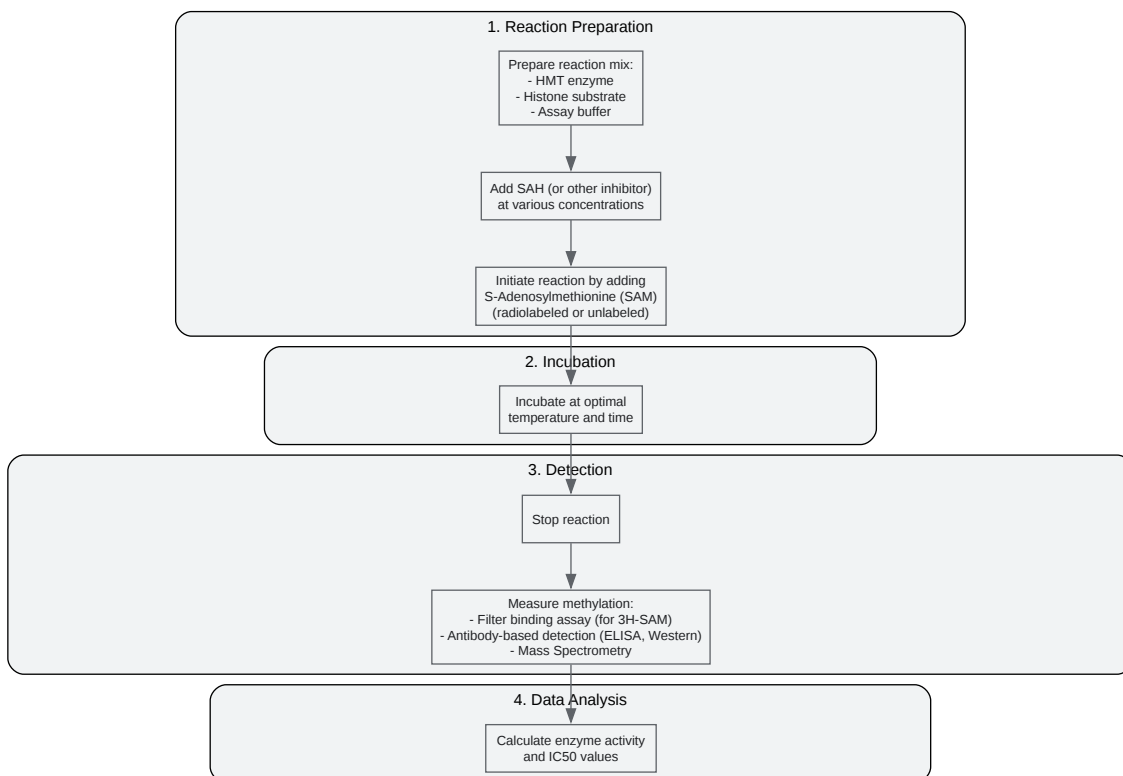 1. Reaction Preparation
Prepare reaction mix:
- HMT enzyme
- Histone substrate
- Assay buffer
Add SAH (or other inhibitor)
at various concentrations
Initiate reaction by adding
S-Adenosylmethionine (SAM)
(radiolabeled or unlabeled)
2. Incubation
Incubate at optimal
temperature and time
3. Detection
Stop reaction
Measure methylation:
- Filter binding assay (for 3H-SAM)
- Antibody-based detection (ELISA, Western)
- Mass Spectrometry
4. Data Analysis
Calculate enzyme activity
and IC50 values